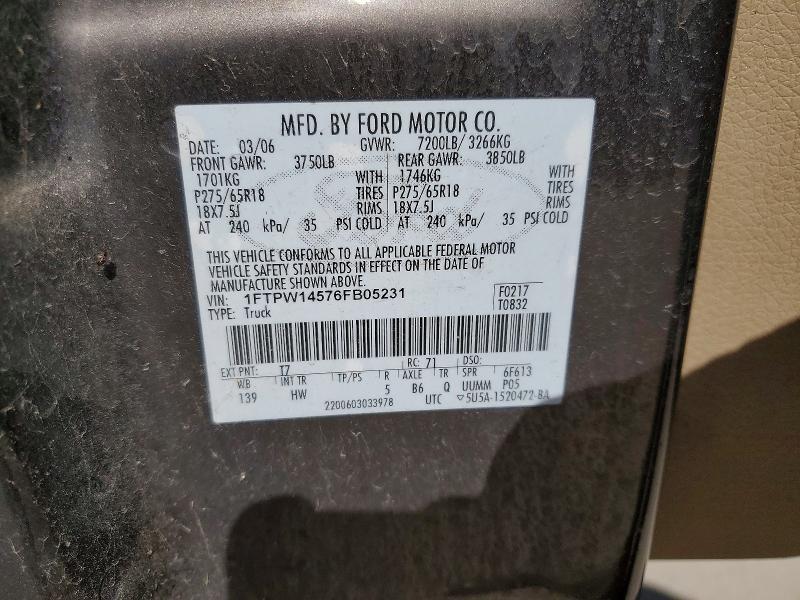 MFD. BY FORD MOTOR CO.
DATE: 03/06 GVWR: 7200LB/ 3266KG
FRONT GAWR: 3750LB REAR GAWR: 3850LB
1701KG WITH 1746KG WITH
P275/65R18 TIRES P275/65R18 TIRES
18X7.5J RIMS 18X7.5J RIMS
AT 240 kPa/ 35 PSI COLD AT 240 kPa/ 35 PSI COLD
THIS VEHICLE CONFORMS TO ALL APPLICABLE FEDERAL MOTOR
VEHICLE SAFETY STANDARDS IN EFFECT ON THE DATE OF
MANUFACTURE SHOWN ABOVE.
VIN: 1FTPW14576FB05231 F0217
TYPE: Truck T0832
EXT PNT: T7 RC: 71 DSO:
WB INT TR TP/PS R AXLE TR SPR 6F613
139 HW 5 B6 Q UUMM P05
2200603033978 UTC ▽5U5A-1520472-BA